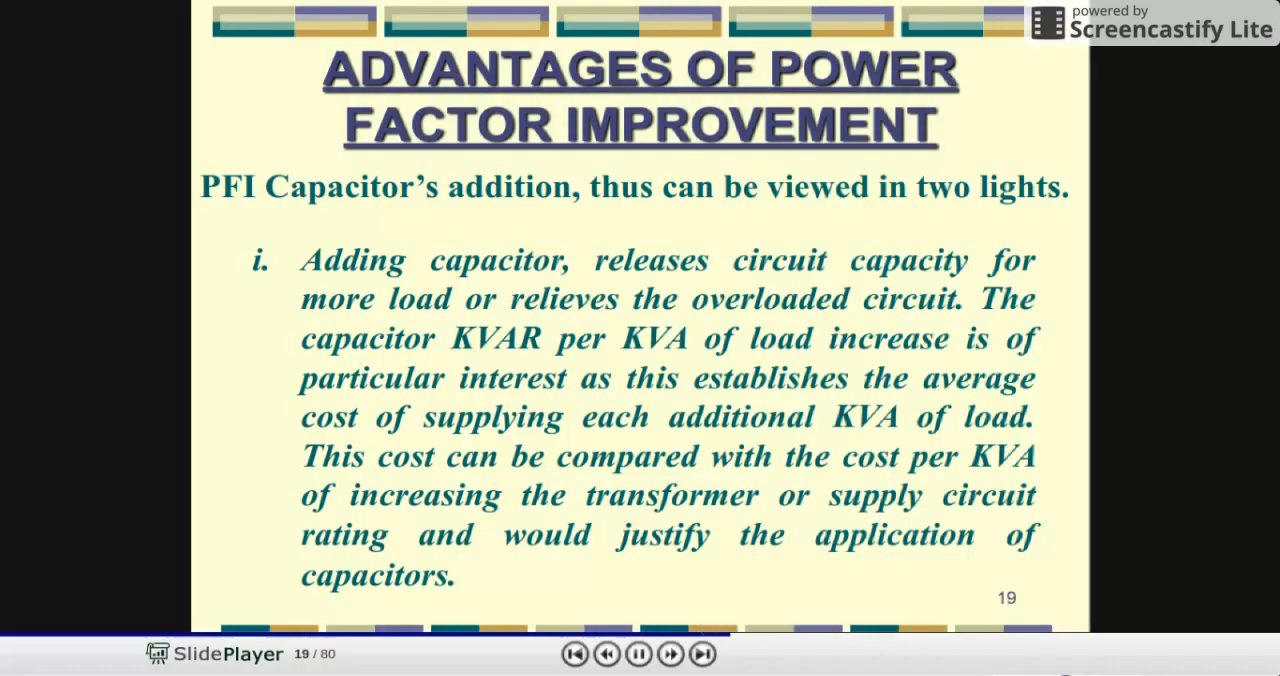 powered by
Screencastify Lite
ADVANTAGES OF POWER
FACTOR IMPROVEMENT
PFI Capacitor's addition, thus can be viewed in two lights.
i. Adding capacitor, releases circuit capacity for
more load or relieves the overloaded circuit. The
capacitor KVAR per KVA of load increase is of
particular interest as this establishes the average
cost of supplying each additional KVA of load.
This cost can be compared with the cost per KVA
of increasing the transformer or supply circuit
rating and would justify the application of
capacitors.
19
SlidePlayer 19 / 80